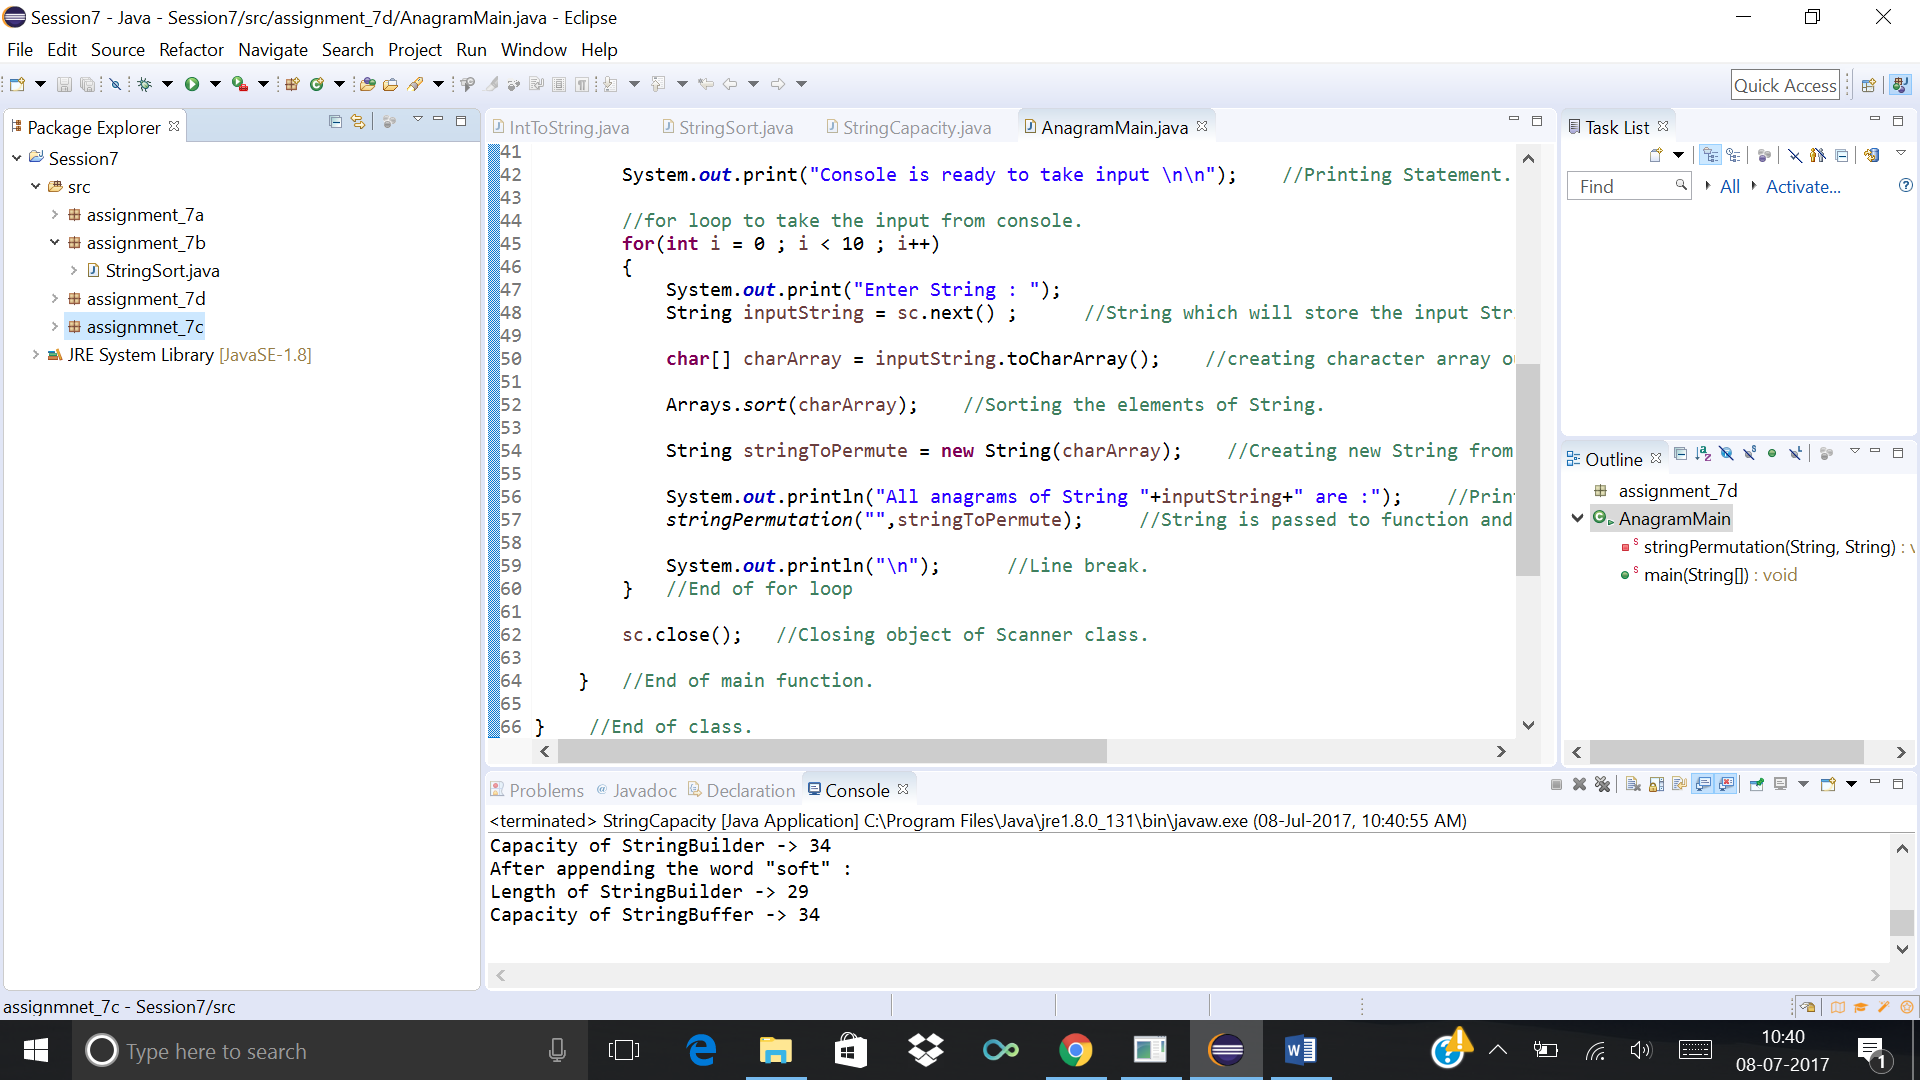 Session7 - Java - Session7/src/assignment_7d/AnagramMain.java - Eclipse
File Edit Source Refactor Navigate Search Project Run Window Help
Quick Access
Package Explorer
Session7
src
assignment_7a
assignment_7b
StringSort.java
assignment_7d
assignmnet_7c
JRE System Library [JavaSE-1.8]
IntToString.java StringSort.java StringCapacity.java AnagramMain.java
41
42 System.out.print("Console is ready to take input \n\n"); //Printing Statement.
43
44 //for loop to take the input from console.
45 for(int i = 0 ; i < 10 ; i++)
46 {
47 System.out.print("Enter String : ");
48 String inputString = sc.next() ; //String which will store the input Str
49
50 char[] charArray = inputString.toCharArray(); //creating character array o
51
52 Arrays.sort(charArray); //Sorting the elements of String.
53
54 String stringToPermute = new String(charArray); //Creating new String from
55
56 System.out.println("All anagrams of String "+inputString+" are :"); //Prin
57 stringPermutation("",stringToPermute); //String is passed to function and
58
59 System.out.println("\n"); //Line break.
60 } //End of for loop
61
62 sc.close(); //Closing object of Scanner class.
63
64 } //End of main function.
65
66 } //End of class.
Task List
Find All Activate...
Outline
assignment_7d
AnagramMain
stringPermutation(String, String) : v
main(String[]) : void
Problems @ Javadoc Declaration Console
<terminated> StringCapacity [Java Application] C:\Program Files\Java\jre1.8.0_131\bin\javaw.exe (08-Jul-2017, 10:40:55 AM)
Capacity of StringBuilder -> 34
After appending the word "soft" :
Length of StringBuilder -> 29
Capacity of StringBuffer -> 34
assignmnet_7c - Session7/src
Type here to search
10:40
08-07-2017
1